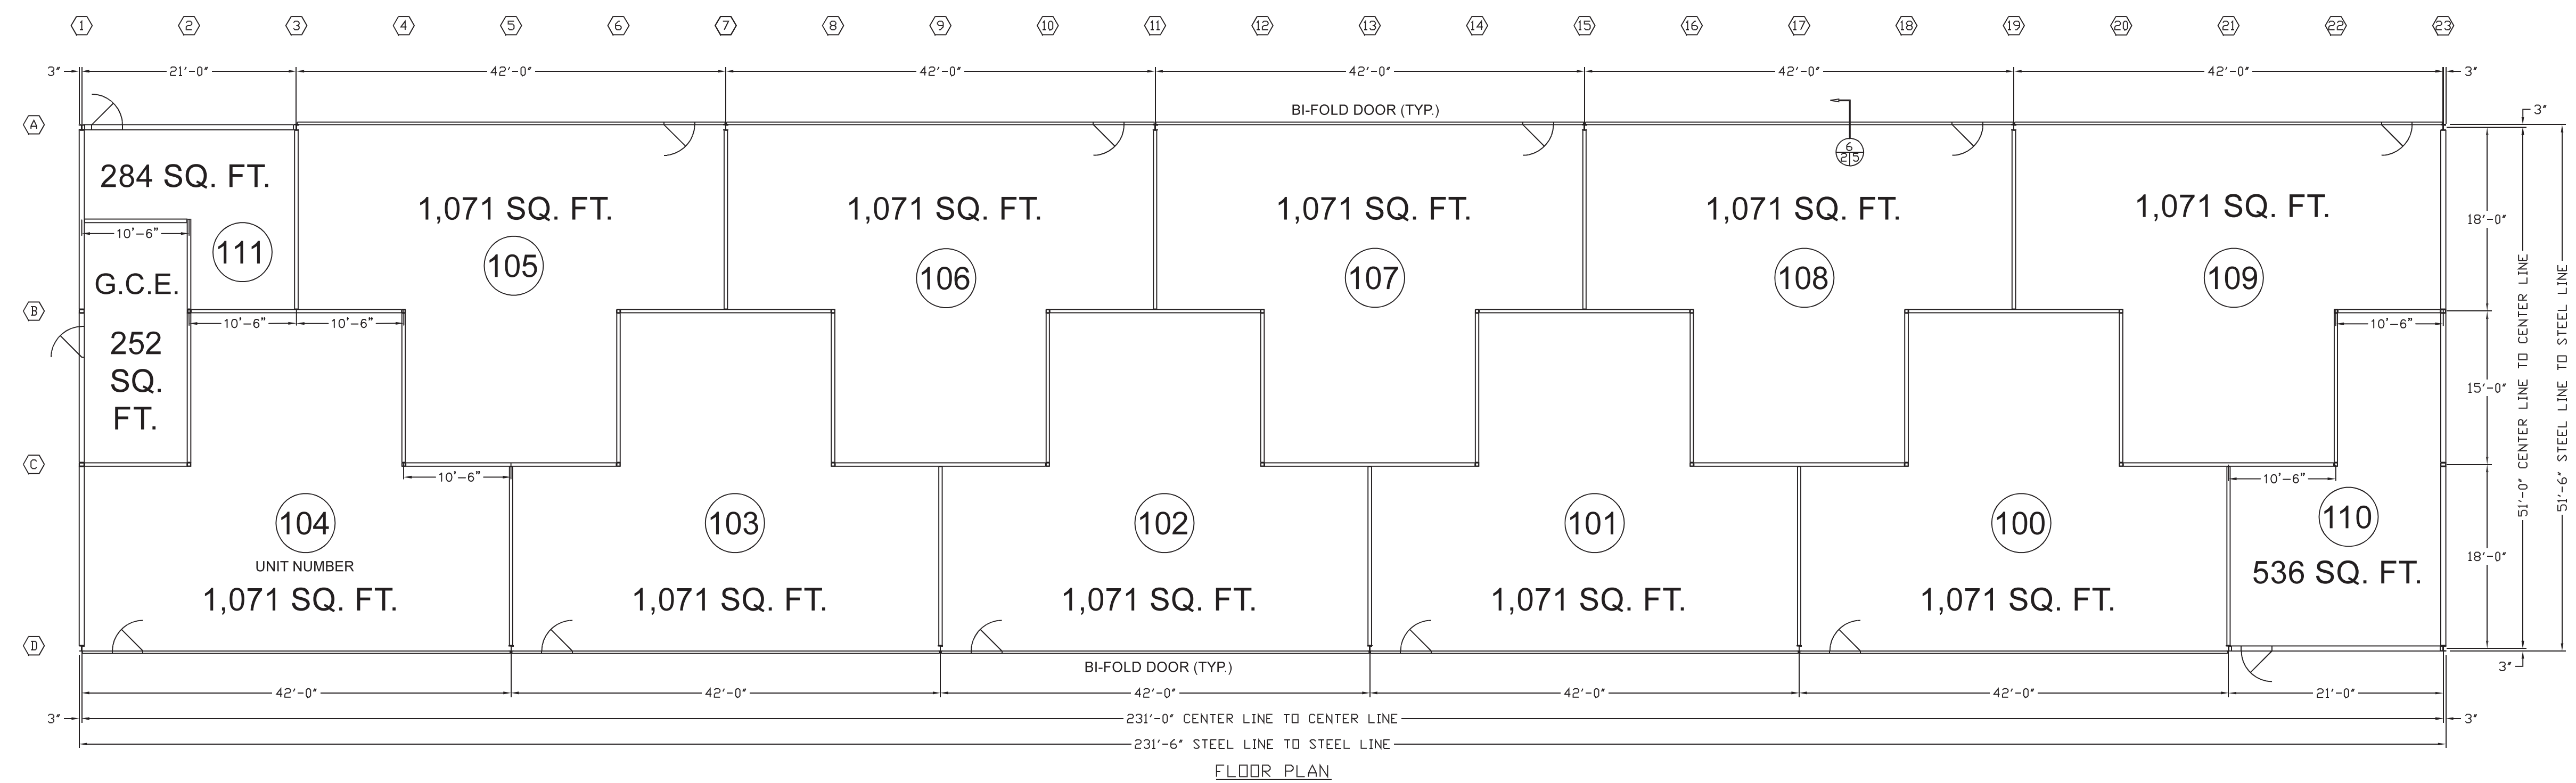 1 2 3 4 5 6 7 8 9 10 11 12 13 14 15 16 17 18 19 20 21 22 23
3" 21'-0" 42'-0" 42'-0" 42'-0" 42'-0" 42'-0" 3"
BI-FOLD DOOR (TYP.)
3"
A
6
2 5
284 SQ. FT.
1,071 SQ. FT. 1,071 SQ. FT. 1,071 SQ. FT. 1,071 SQ. FT. 1,071 SQ. FT.
18'-0"
10'-6"
111 105 106 107 108 109
G.C.E.
B
10'-6" 10'-6" 10'-6"
252
SQ.
FT.
15'-0"
51'-0" CENTER LINE TO CENTER LINE
51'-6" STEEL LINE TO STEEL LINE
C
10'-6" 10'-6"
104 103 102 101 100 110
UNIT NUMBER
18'-0"
1,071 SQ. FT. 1,071 SQ. FT. 1,071 SQ. FT. 1,071 SQ. FT. 1,071 SQ. FT. 536 SQ. FT.
D
BI-FOLD DOOR (TYP.)
3"
42'-0" 42'-0" 42'-0" 42'-0" 42'-0" 21'-0"
3" 231'-0" CENTER LINE TO CENTER LINE 3"
231'-6" STEEL LINE TO STEEL LINE
FLOOR PLAN